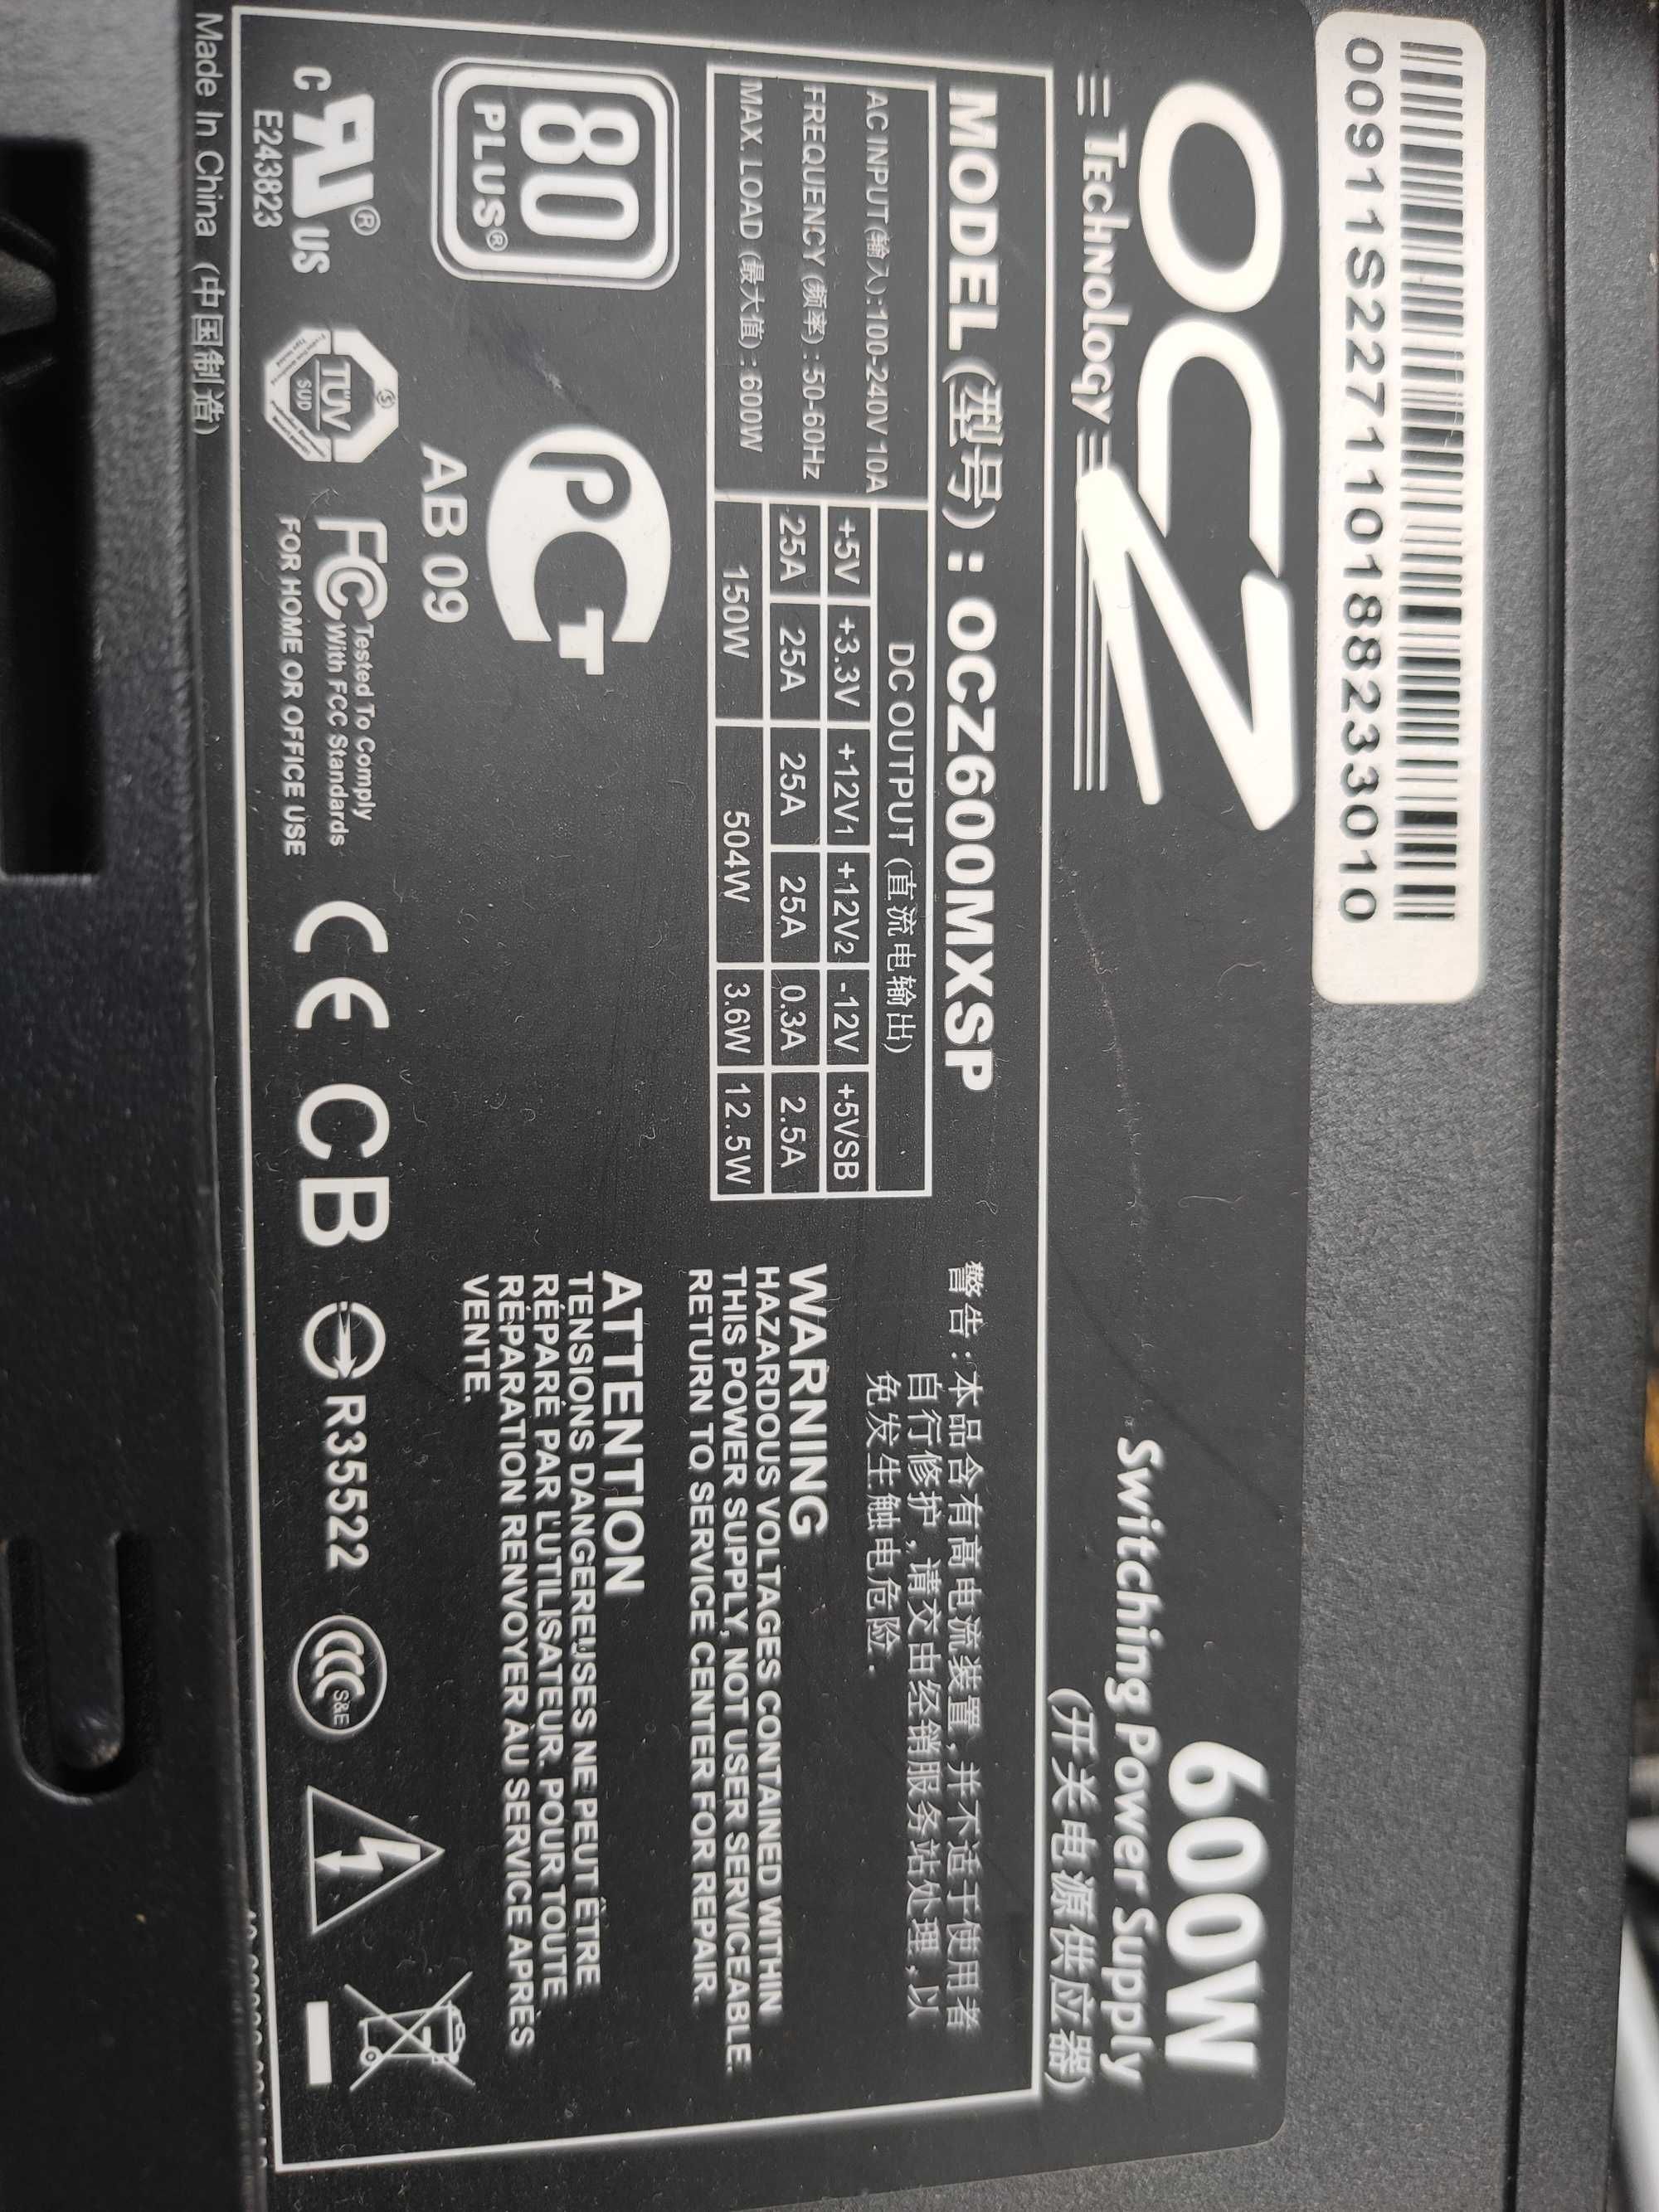 009111S2227110188233010
OCZ
Technology
600W
Switching Power Supply
(开关电源供应器)
MODEL (型号) : OCZ600MXSP
AC INPUT(输入):100-240V 10A
FREQUENCY (频率) :50-60Hz
MAX. LOAD (最大值) : 600W
DC OUTPUT (直流电输出)
+5V +3.3V +12V1 +12V2 -12V +5VSB
25A 25A 25A 25A 0.3A 2.5A
150W 504W 3.6W 12.5W
警告 :本品含有高电流装置, 并不适于使用者
自行修护 , 请交由经销服务站处理 , 以
免发生触电危险 .
WARNING
HAZARDOUS VOLTAGES CONTAINED WITHIN
THIS POWER SUPPLY, NOT USER SERVICEABLE.
RETURN TO SERVICE CENTER FOR REPAIR.
ATTENTION
TENSIONS DANGEREUSES NE PEUT ÊTRE
RÉPARÉ PAR L'UTILISATEUR. POUR TOUTE
RÉPARATION RENVOYER AU SERVICE APRÈS
VENTE.
80
PLUS®
PCT
AB 09
C UR® US
E243823
TÜV
SÜD
FC Tested To Comply
With FCC Standards
FOR HOME OR OFFICE USE
CE
CB
R35522
CCC S&E
Made In China (中国制造)